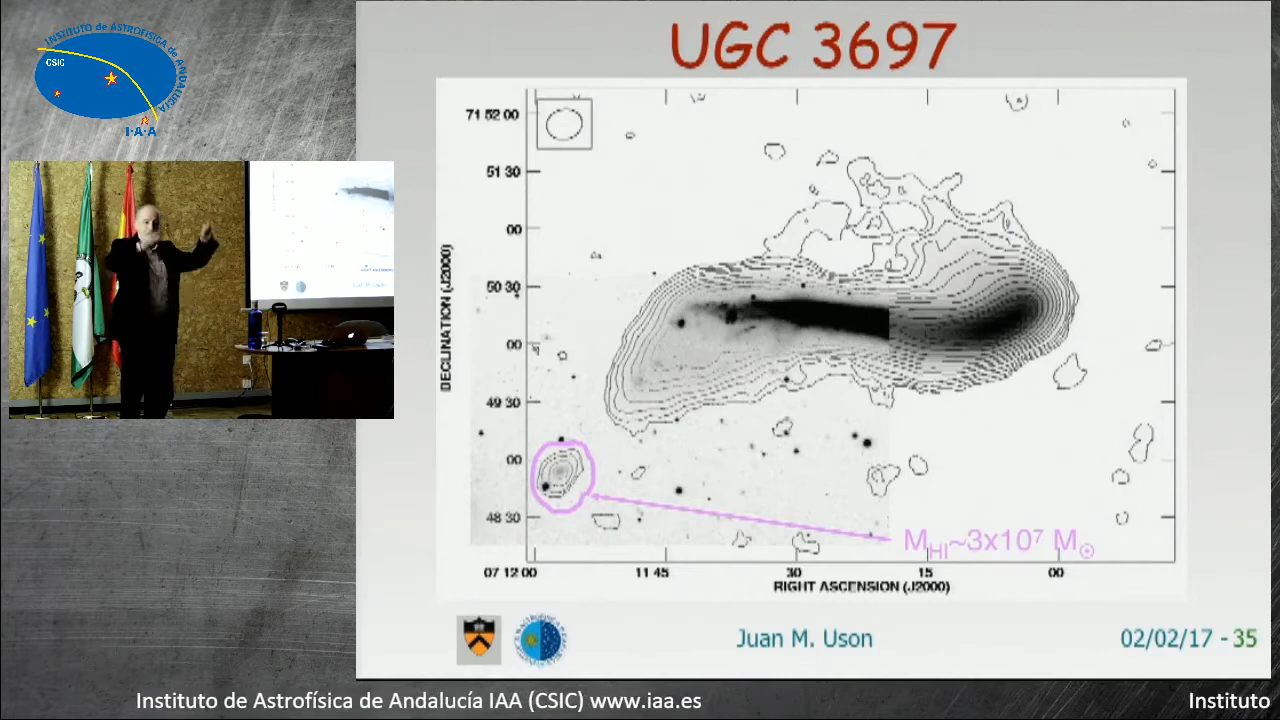 INSTITUTO de ASTROFÍSICA de ANDALUCÍA
CSIC
I·A·A
UGC 3697
71 52 00
51 30
00
50 30
00
49 30
00
48 30
DECLINATION (J2000)
07 12 00
11 45
30
15
00
RIGHT ASCENSION (J2000)
M_HI~3x10⁷ M_⊙
Juan M. Uson
02/02/17 - 35
Instituto de Astrofísica de Andalucía IAA (CSIC) www.iaa.es
Instituto